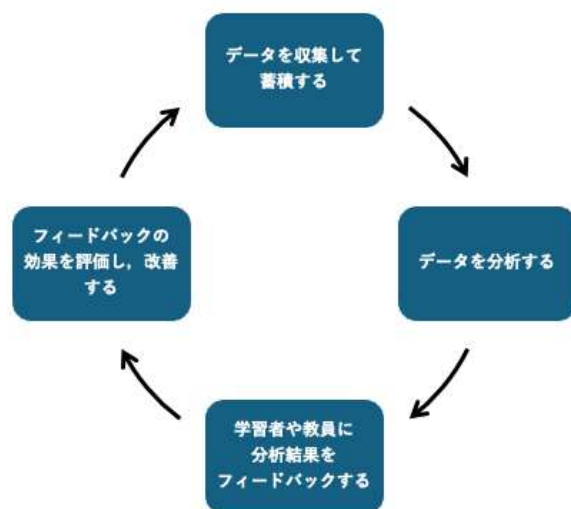 データを収集して
蓄積する
データを分析する
学習者や教員に
分析結果を
フィードバックする
フィードバックの
効果を評価し，改善
する